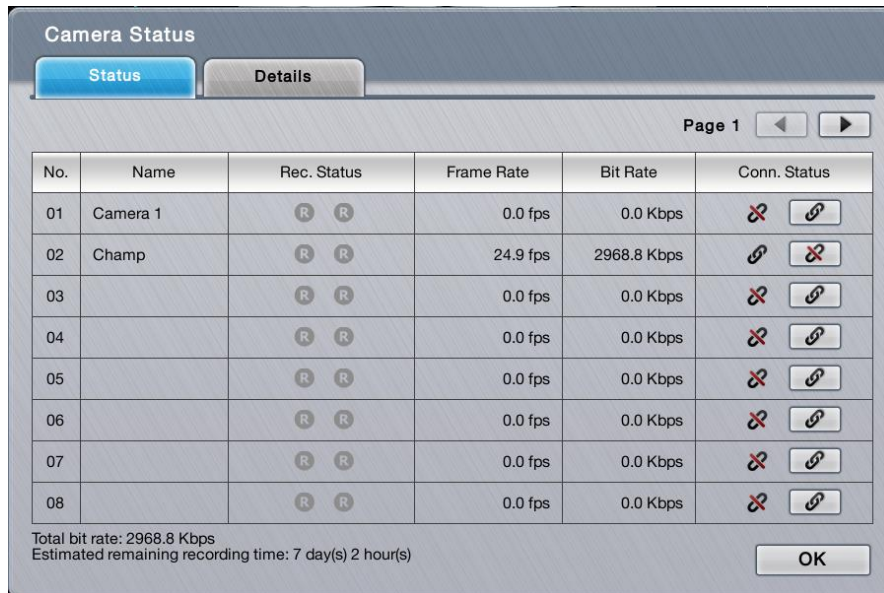 Camera Status
Status Details
Page 1
No. Name Rec. Status Frame Rate Bit Rate Conn. Status
01 Camera 1 R R 0.0 fps 0.0 Kbps
02 Champ R R 24.9 fps 2968.8 Kbps
03 R R 0.0 fps 0.0 Kbps
04 R R 0.0 fps 0.0 Kbps
05 R R 0.0 fps 0.0 Kbps
06 R R 0.0 fps 0.0 Kbps
07 R R 0.0 fps 0.0 Kbps
08 R R 0.0 fps 0.0 Kbps
Total bit rate: 2968.8 Kbps
Estimated remaining recording time: 7 day(s) 2 hour(s)
OK